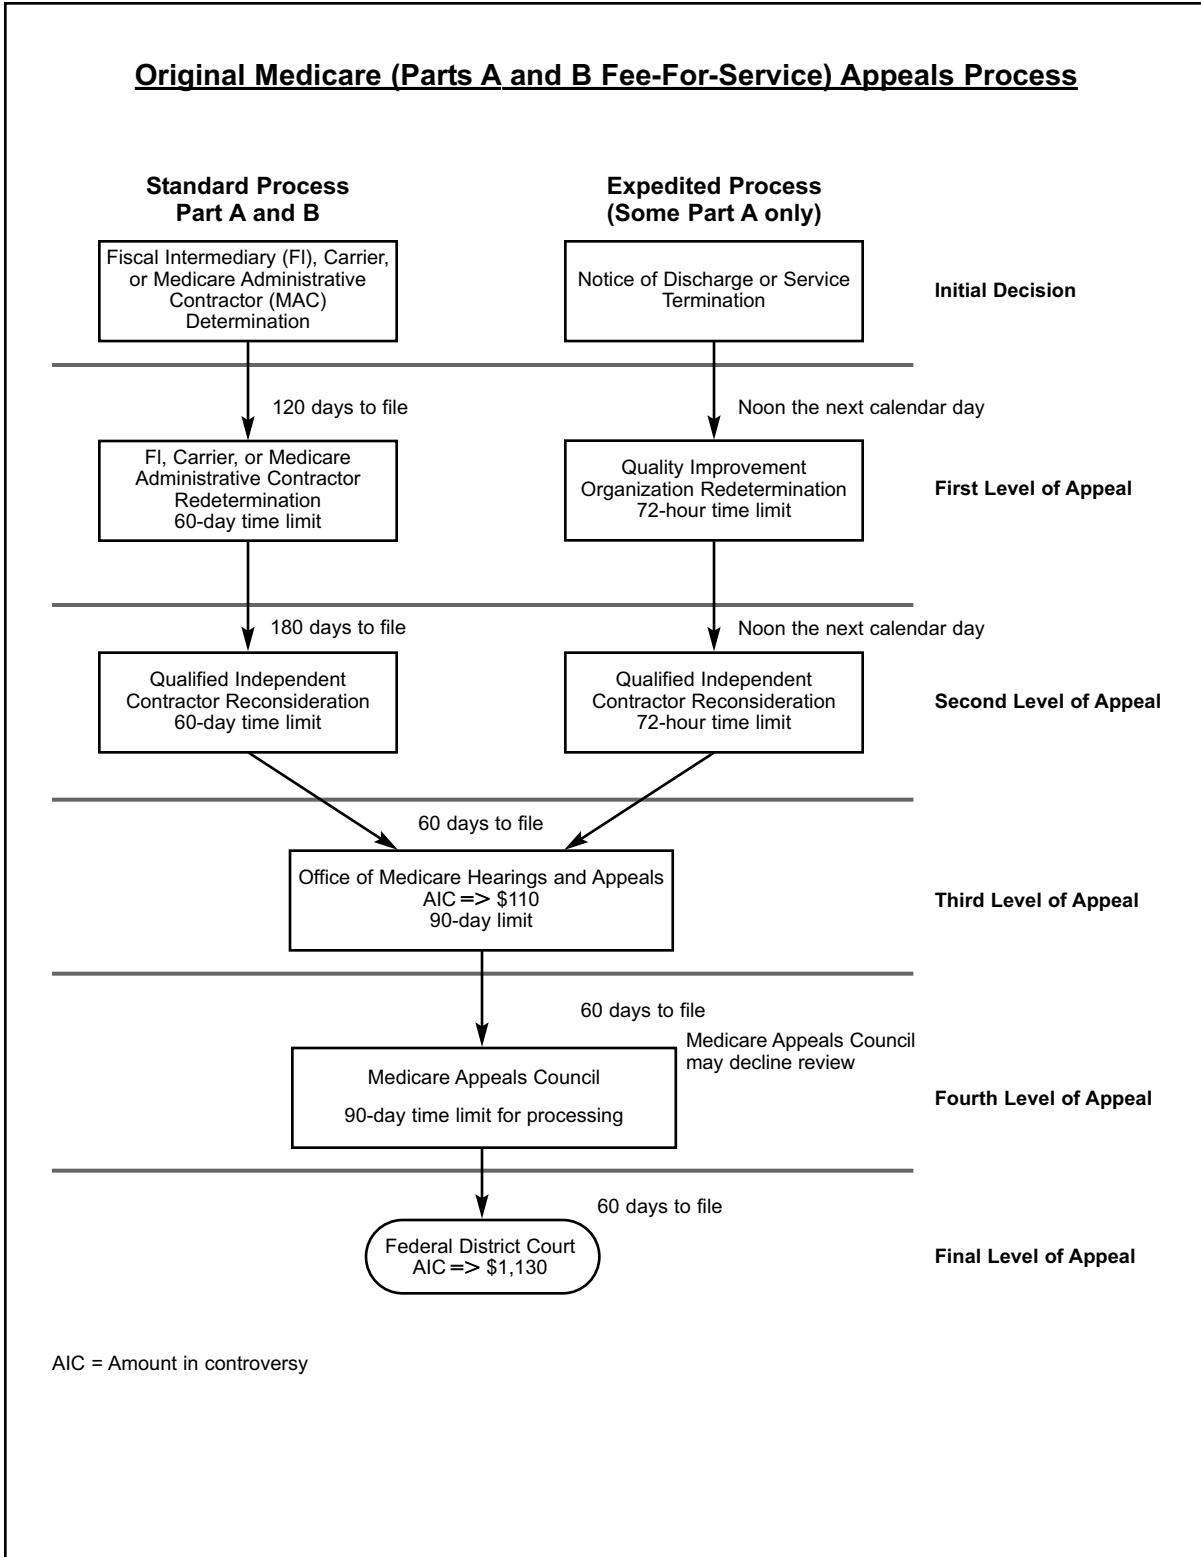 Original Medicare (Parts A and B Fee-For-Service) Appeals Process
Standard Process
Part A and B
Expedited Process
(Some Part A only)
Fiscal Intermediary (FI), Carrier,
or Medicare Administrative
Contractor (MAC)
Determination
Notice of Discharge or Service
Termination
Initial Decision
120 days to file
Noon the next calendar day
FI, Carrier, or Medicare
Administrative Contractor
Redetermination
60-day time limit
Quality Improvement
Organization Redetermination
72-hour time limit
First Level of Appeal
180 days to file
Noon the next calendar day
Qualified Independent
Contractor Reconsideration
60-day time limit
Qualified Independent
Contractor Reconsideration
72-hour time limit
Second Level of Appeal
60 days to file
Office of Medicare Hearings and Appeals
AIC => $110
90-day limit
Third Level of Appeal
60 days to file
Medicare Appeals Council
may decline review
Medicare Appeals Council
90-day time limit for processing
Fourth Level of Appeal
60 days to file
Federal District Court
AIC => $1,130
Final Level of Appeal
AIC = Amount in controversy